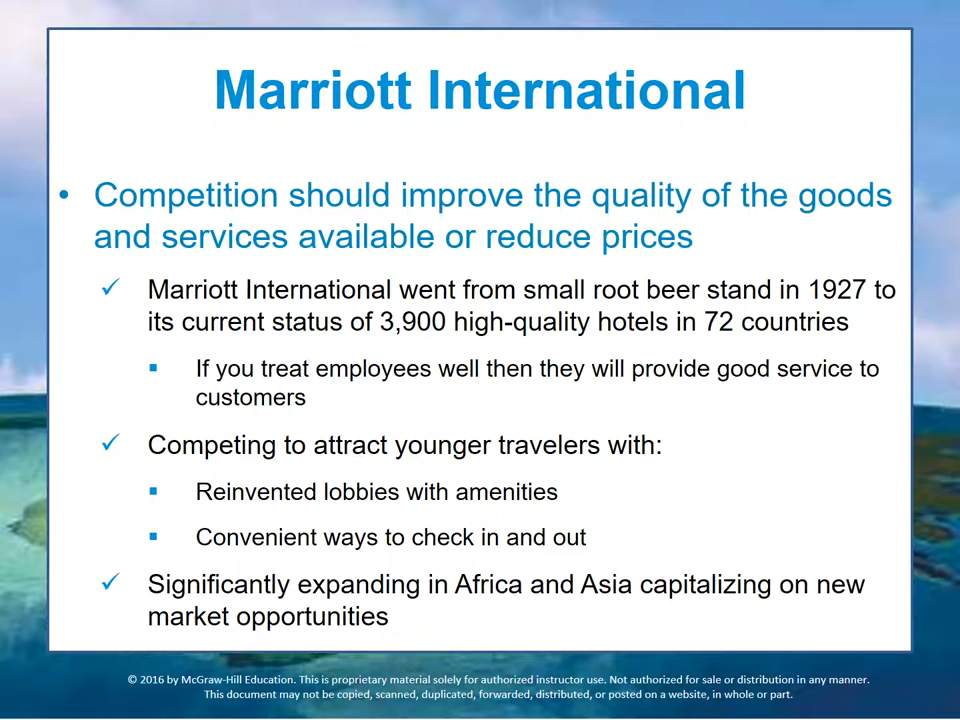 Marriott International
• Competition should improve the quality of the goods
and services available or reduce prices
✓ Marriott International went from small root beer stand in 1927 to
its current status of 3,900 high-quality hotels in 72 countries
▪ If you treat employees well then they will provide good service to
customers
✓ Competing to attract younger travelers with:
▪ Reinvented lobbies with amenities
▪ Convenient ways to check in and out
✓ Significantly expanding in Africa and Asia capitalizing on new
market opportunities
© 2016 by McGraw-Hill Education. This is proprietary material solely for authorized instructor use. Not authorized for sale or distribution in any manner.
This document may not be copied, scanned, duplicated, forwarded, distributed, or posted on a website, in whole or part.